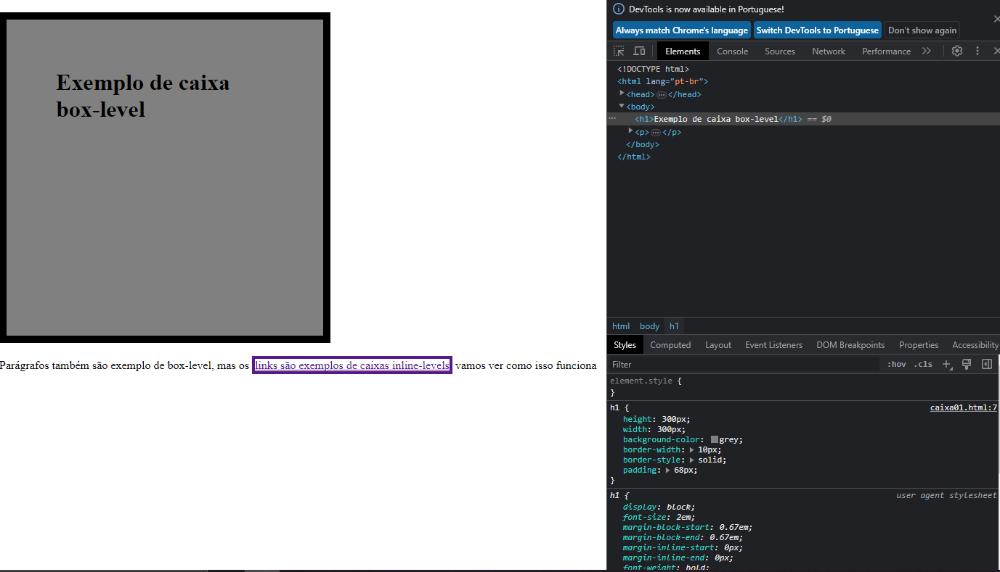 Exemplo de caixa
box-level
Parágrafos também são exemplo de box-level, mas os links são exemplos de caixas inline-levels vamos ver como isso funciona
DevTools is now available in Portuguese!
Always match Chrome's language Switch DevTools to Portuguese Don't show again
Elements Console Sources Network Performance
<!DOCTYPE html>
<html lang="pt-br">
<head> ⋯ </head>
<body>
⋯ <h1>Exemplo de caixa box-level</h1> == $0
<p> ⋯ </p>
</body>
</html>
html body h1
Styles Computed Layout Event Listeners DOM Breakpoints Properties Accessibility
Filter :hov .cls
element.style {
}
h1 { caixa01.html:7
height: 300px;
width: 300px;
background-color: grey;
border-width: 10px;
border-style: solid;
padding: 68px;
}
h1 { user agent stylesheet
display: block;
font-size: 2em;
margin-block-start: 0.67em;
margin-block-end: 0.67em;
margin-inline-start: 0px;
margin-inline-end: 0px;
font-weight: bold;